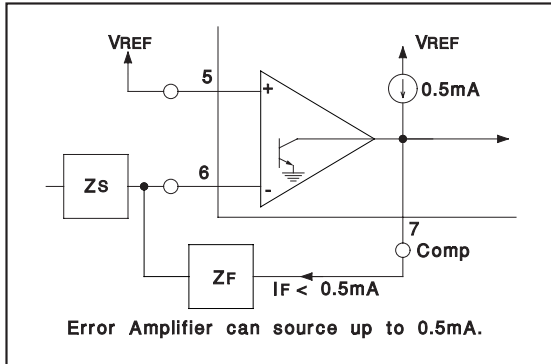 VREF
VREF
5
+
0.5mA
6
-
ZS
7
Comp
ZF
IF < 0.5mA
Error Amplifier can source up to 0.5mA.